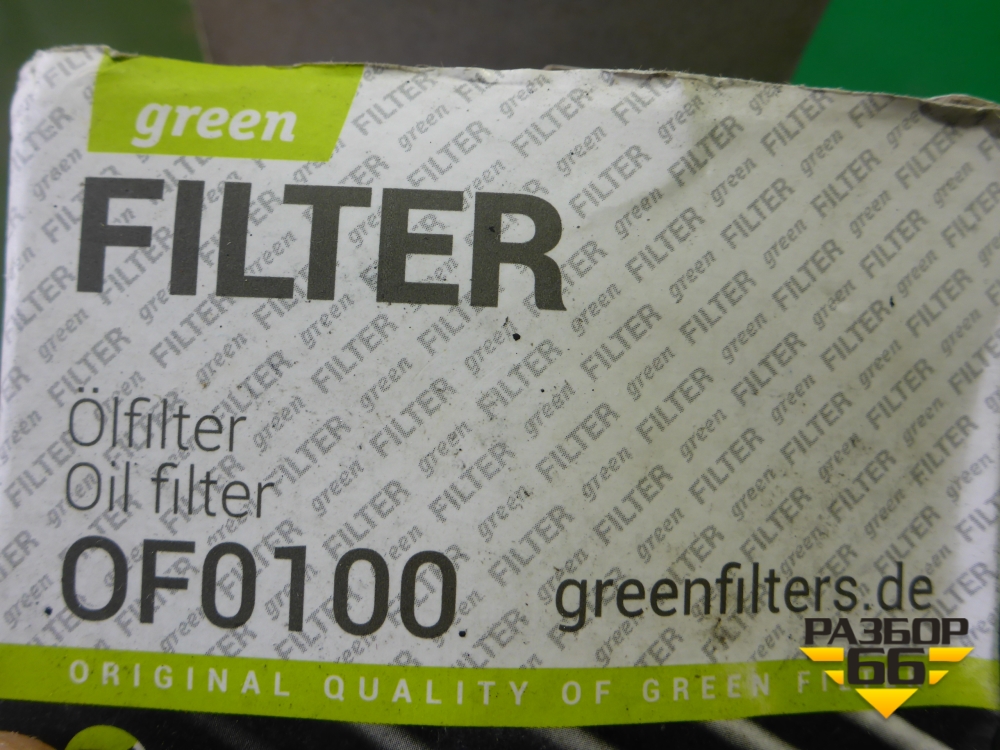 green
FILTER
Ölfilter
Oil filter
OF0100
greenfilters.de
ORIGINAL QUALITY OF GREEN
РАЗБОР
66